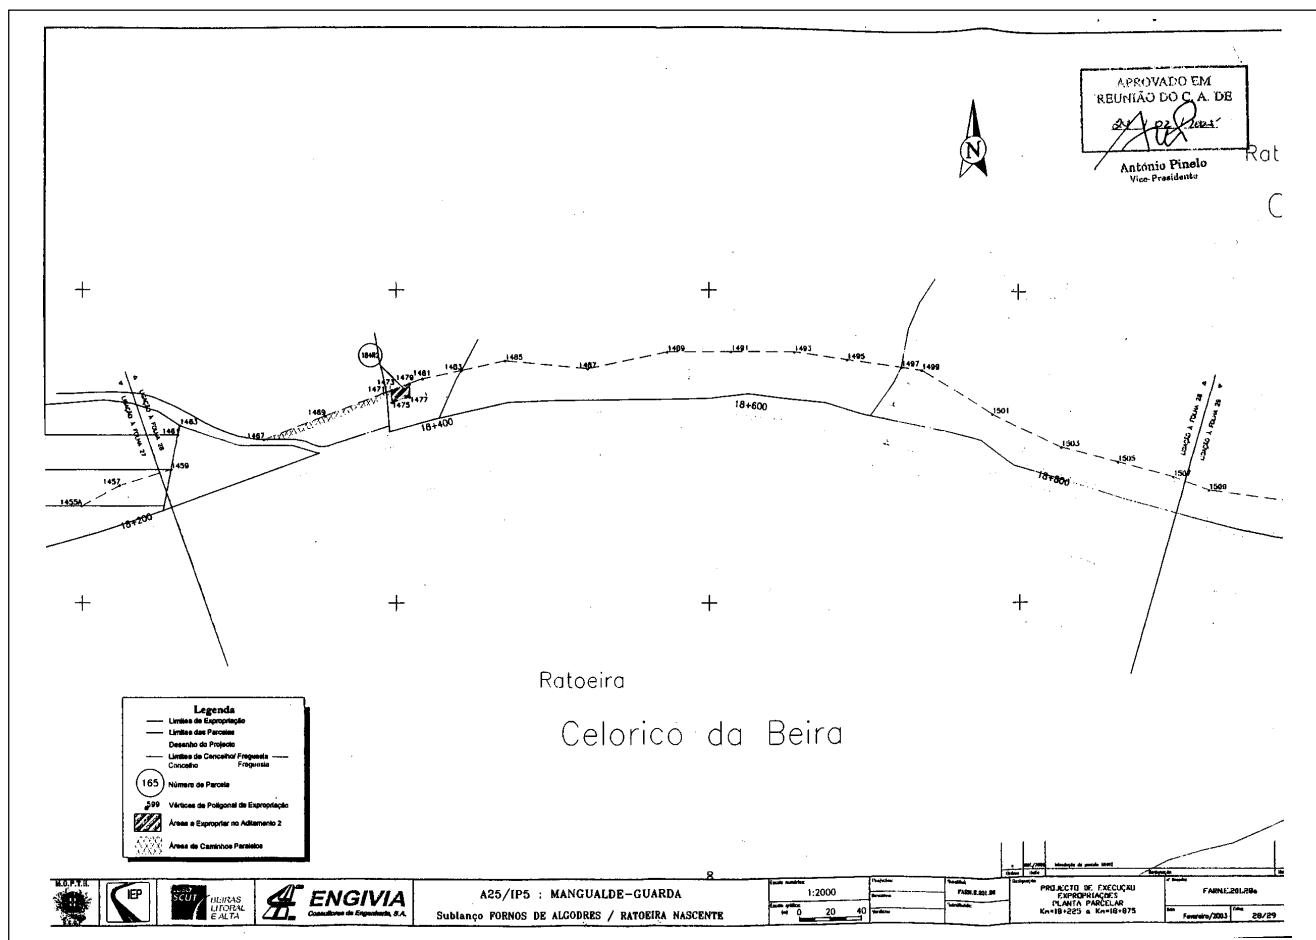 APROVADO EM
REUNIÃO DO C. A. DE
António Pinelo
Vice-Presidente
Rat
C
N
184R2
1485
1487
1489
1491
1493
1495
1497
1499
1471
1473
1479
1481
1483
1475
1477
1469
1467
1463
1461
1459
1457
1455A
1501
1503
1505
1507
1509
18+200
18+400
18+600
18+800
LIGAÇÃO À FOLHA 27
LIGAÇÃO À FOLHA 28
LIGAÇÃO À FOLHA 28
LIGAÇÃO À FOLHA 29
Ratoeira
Celorico da Beira
Legenda
Limites de Expropriação
Limites das Parcelas
Desenho do Projecto
Limites de Concelho/ Freguesia
Concelho Freguesia
165 Número de Parcela
599 Vértices da Poligonal de Expropriação
Áreas a Expropriar no Aditamento 2
Áreas de Caminhos Paralelos
8
M.O.P.T.H.
IEP
SCUT
BEIRAS
LITORAL
E ALTA
ENGIVIA
Consultores de Engenharia, S.A.
A25/IP5 : MANGUALDE-GUARDA
Sublanço FORNOS DE ALGODRES / RATOEIRA NASCENTE
1:2000
0 20 40
PROJECTO DE EXECUÇÃO
EXPROPRIAÇÕES
PLANTA PARCELAR
Km=18+225 a Km=18+875
FARN.E.201.28a
Fevereiro/2003
28/29